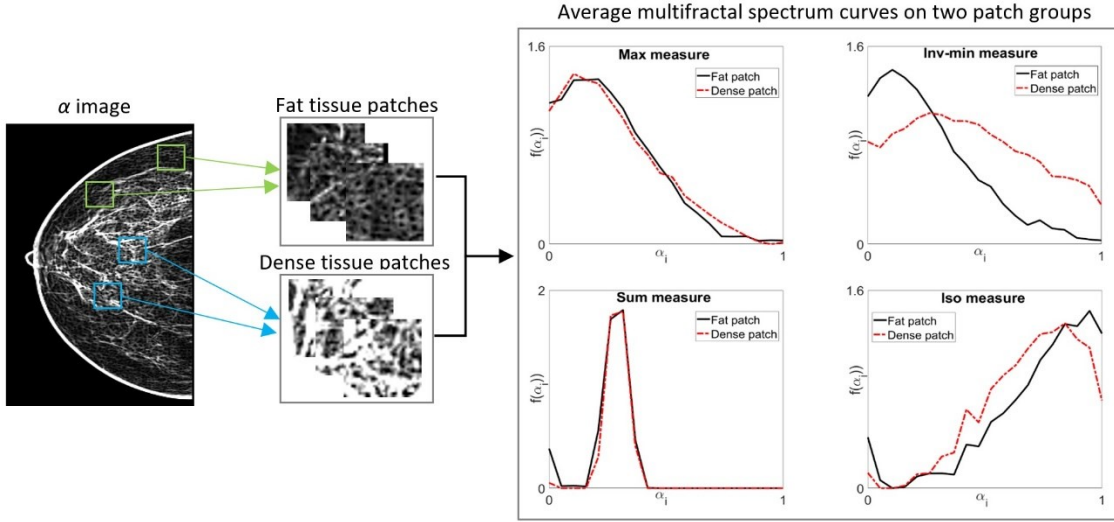 Average multifractal spectrum curves on two patch groups
α image
Fat tissue patches
Dense tissue patches
Max measure
1.6
Fat patch
Dense patch
f(αi))
0
0
αi
1
Inv-min measure
1.6
Fat patch
Dense patch
f(αi))
0
0
αi
1
Sum measure
2
Fat patch
Dense patch
f(αi))
0
0
αi
1
Iso measure
1.6
Fat patch
Dense patch
f(αi))
0
0
αi
1